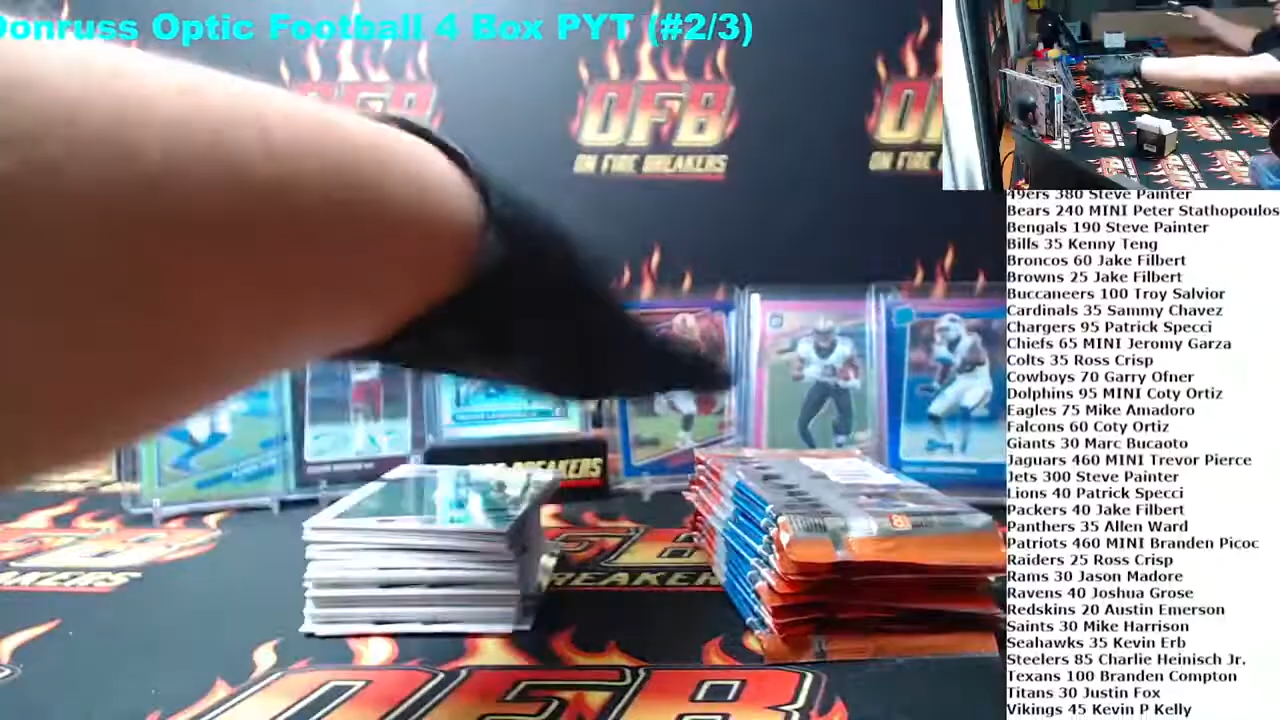 Donruss Optic Football 4 Box PYT (#2/3)
OFB
ON FIRE BREAKERS
49ers 380 Steve Painter
Bears 240 MINI Peter Stathopoulos
Bengals 190 Steve Painter
Bills 35 Kenny Teng
Broncos 60 Jake Filbert
Browns 25 Jake Filbert
Buccaneers 100 Troy Salvior
Cardinals 35 Sammy Chavez
Chargers 95 Patrick Specci
Chiefs 65 MINI Jeromy Garza
Colts 35 Ross Crisp
Cowboys 70 Garry Ofner
Dolphins 95 MINI Coty Ortiz
Eagles 75 Mike Amadoro
Falcons 60 Coty Ortiz
Giants 30 Marc Bucaoto
Jaguars 460 MINI Trevor Pierce
Jets 300 Steve Painter
Lions 40 Patrick Specci
Packers 40 Jake Filbert
Panthers 35 Allen Ward
Patriots 460 MINI Branden Picoc
Raiders 25 Ross Crisp
Rams 30 Jason Madore
Ravens 40 Joshua Grose
Redskins 20 Austin Emerson
Saints 30 Mike Harrison
Seahawks 35 Kevin Erb
Steelers 85 Charlie Heinisch Jr.
Texans 100 Branden Compton
Titans 30 Justin Fox
Vikings 45 Kevin P Kelly